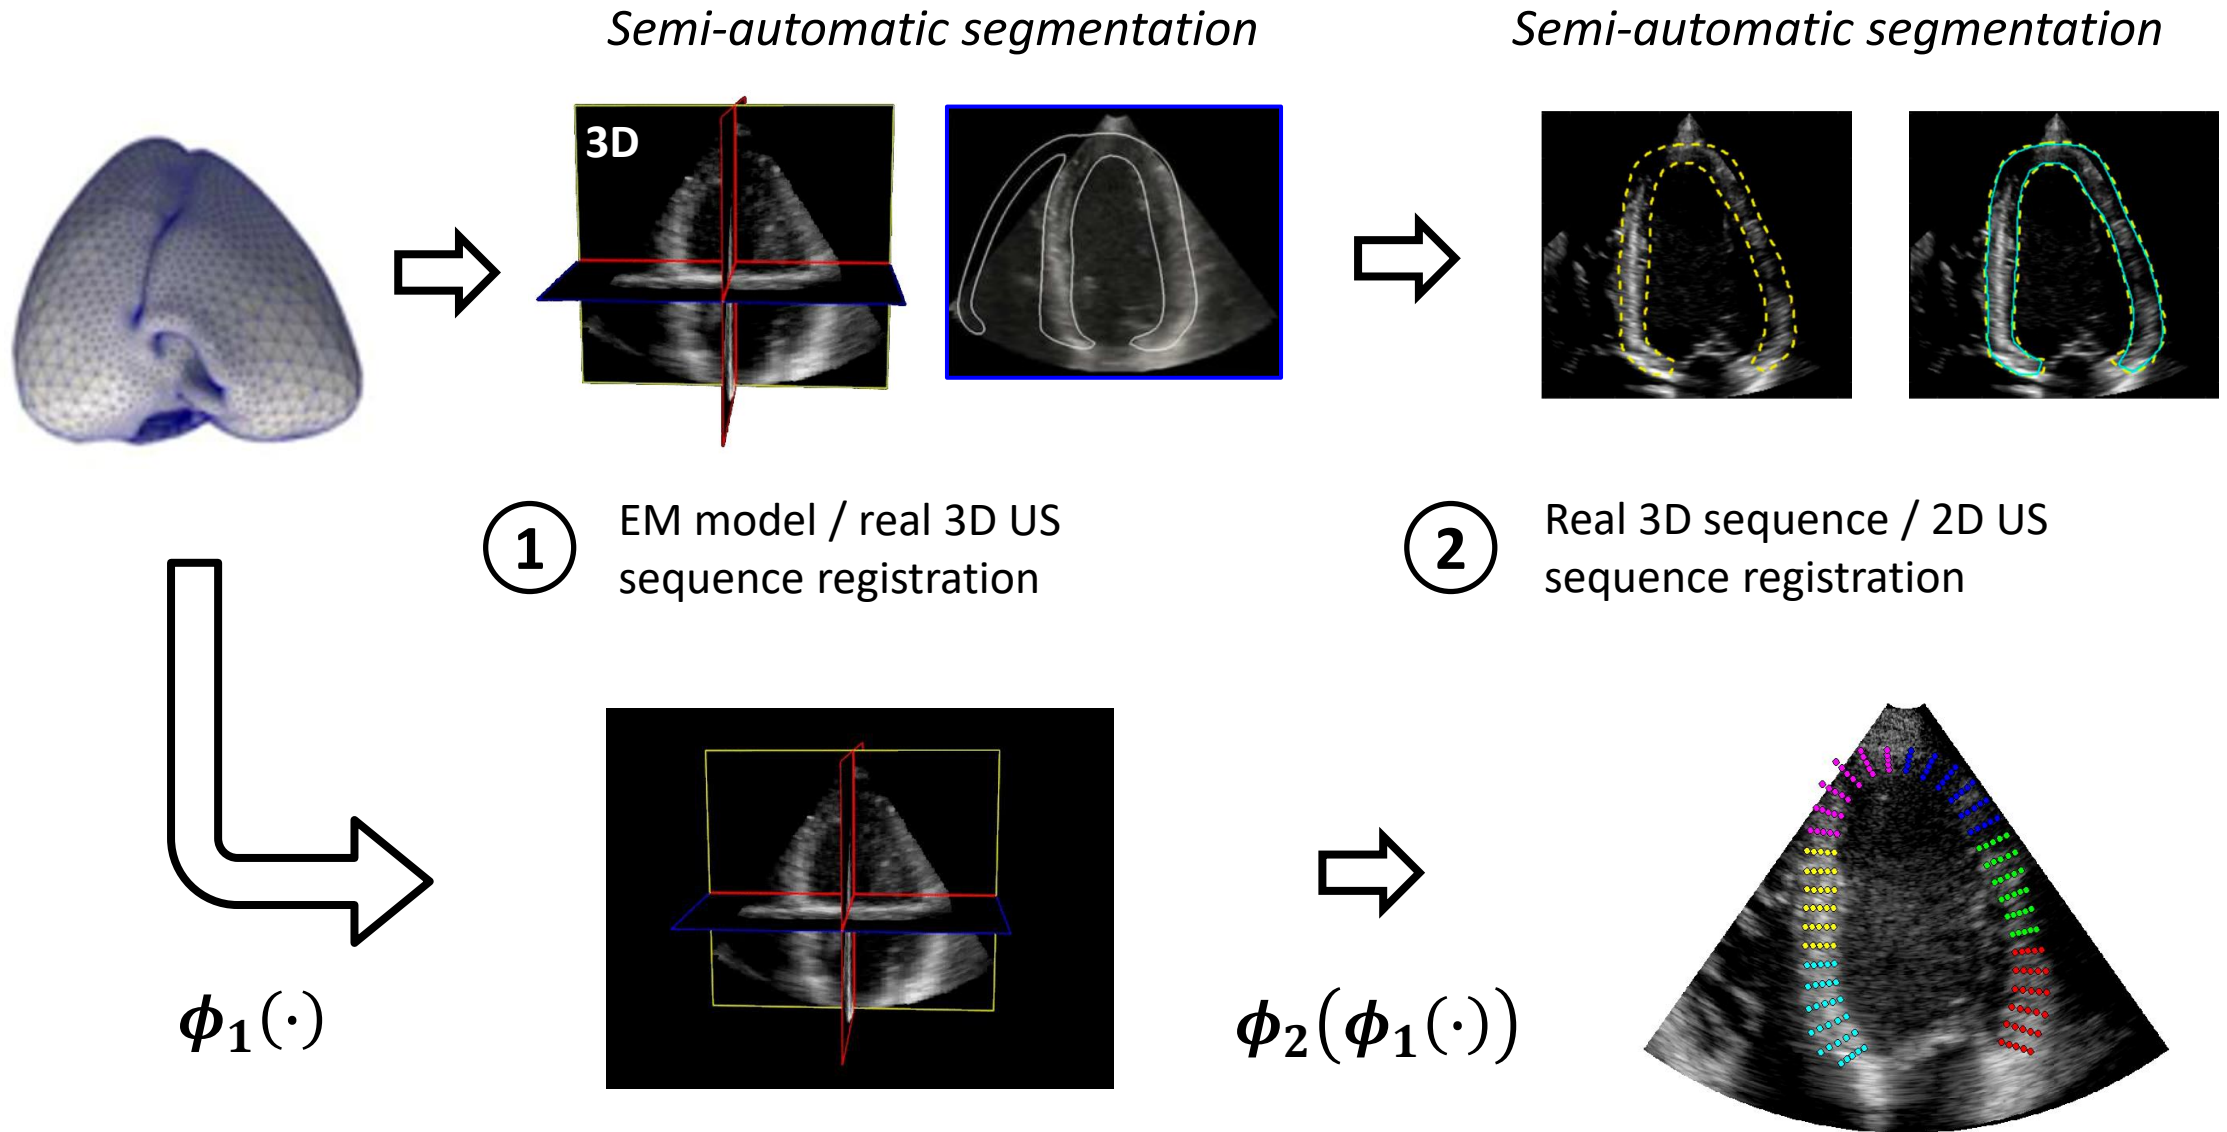 Semi-automatic segmentation
Semi-automatic segmentation
3D
1
EM model / real 3D US
sequence registration
2
Real 3D sequence / 2D US
sequence registration
ϕ₁(·)
ϕ₂(ϕ₁(·))